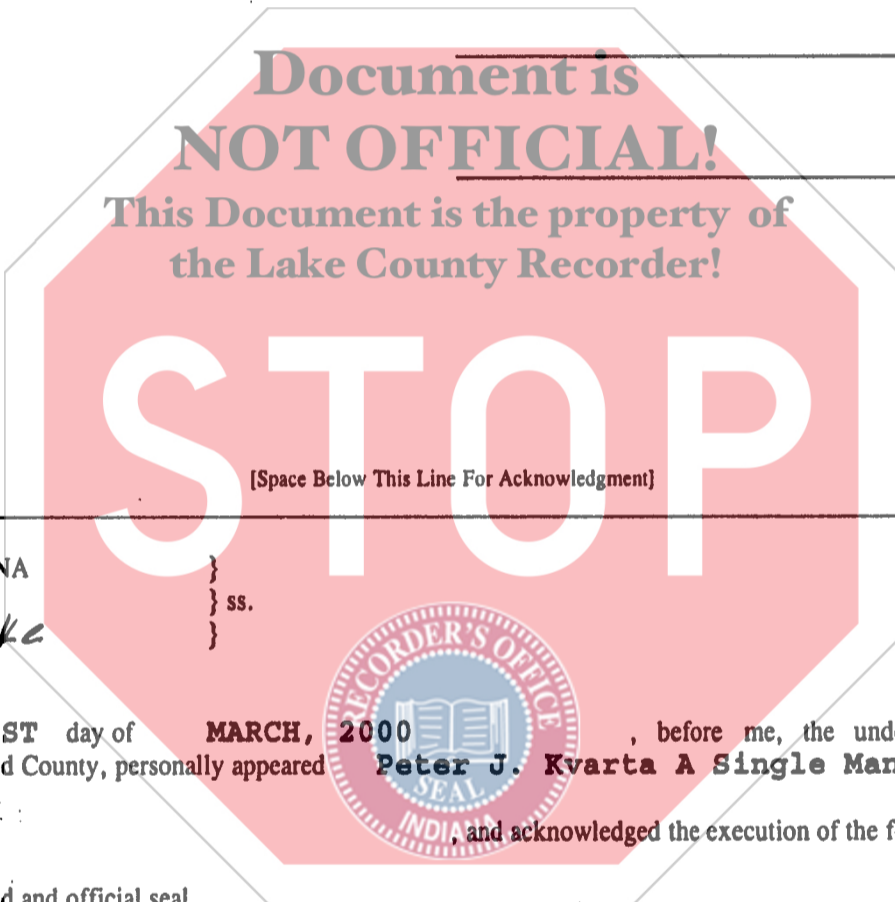 Document is
NOT OFFICIAL!
This Document is the property of
the Lake County Recorder!
STOP
[Space Below This Line For Acknowledgment]
NA
} ss.
ke
ST day of MARCH, 2000 , before me, the und
d County, personally appeared Peter J. Kvarta A Single Man
RECORDER'S OFFICE
SEAL
INDIANA
, and acknowledged the execution of the f
d and official seal